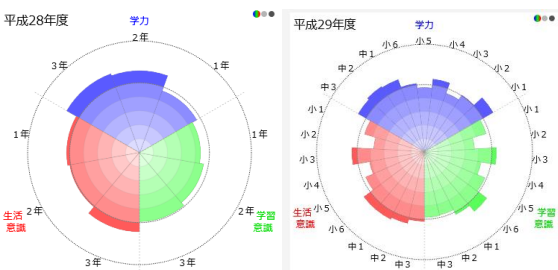 平成28年度
学力
2年
3年
1年
1年
1年
生活
意識
2年
2年
学習
意識
3年
3年
平成29年度
学力
小5
小6
小4
中1
小3
中2
小2
中3
小1
小1
小1
小2
小2
小3
小3
小4
小4
生活
意識
小5
小5
学習
意識
小6
小6
中1
中1
中2
中2
中3
中3